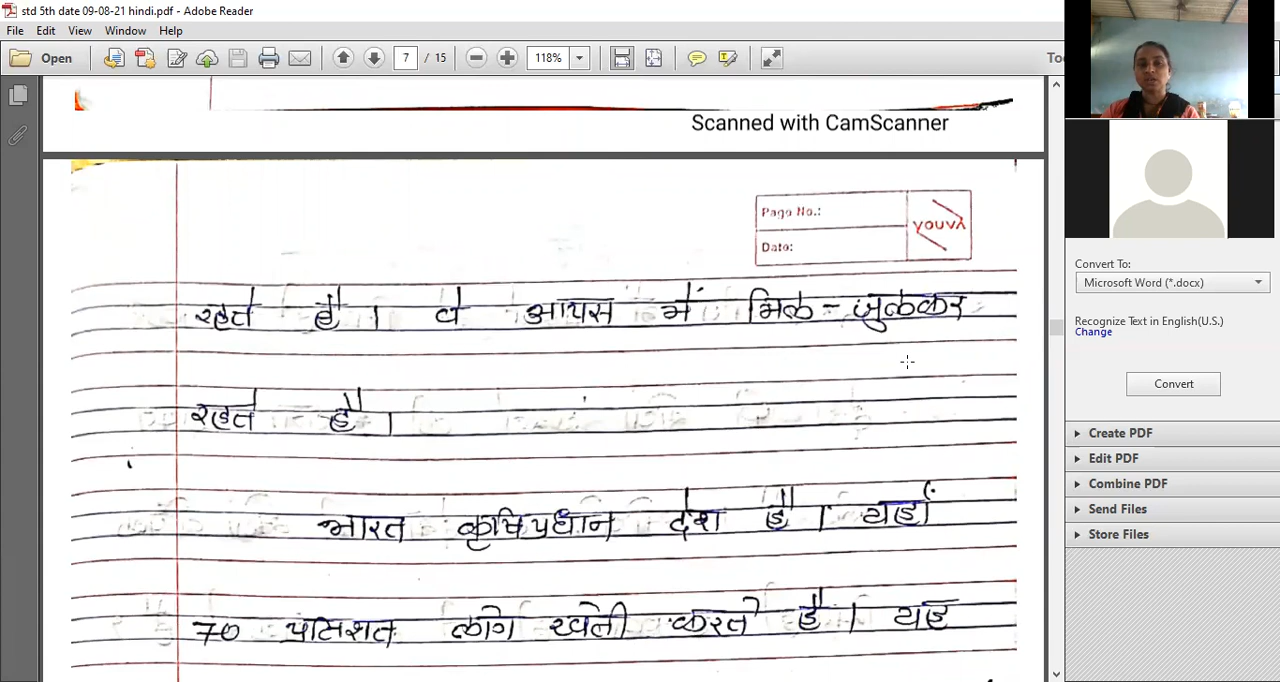 std 5th date 09-08-21 hindi.pdf - Adobe Reader
File Edit View Window Help
Open 7 / 15 118%
Scanned with CamScanner
Page No.:
Date:
youva
रहते है । वे आपस में मिल - जुलकर
रहते है ।
भारत कृषिप्रधान देश है । यहाँ
70 प्रतिशत लोग खेती करते है । यह
Convert To:
Microsoft Word (*.docx)
Recognize Text in English(U.S.)
Change
Convert
Create PDF
Edit PDF
Combine PDF
Send Files
Store Files